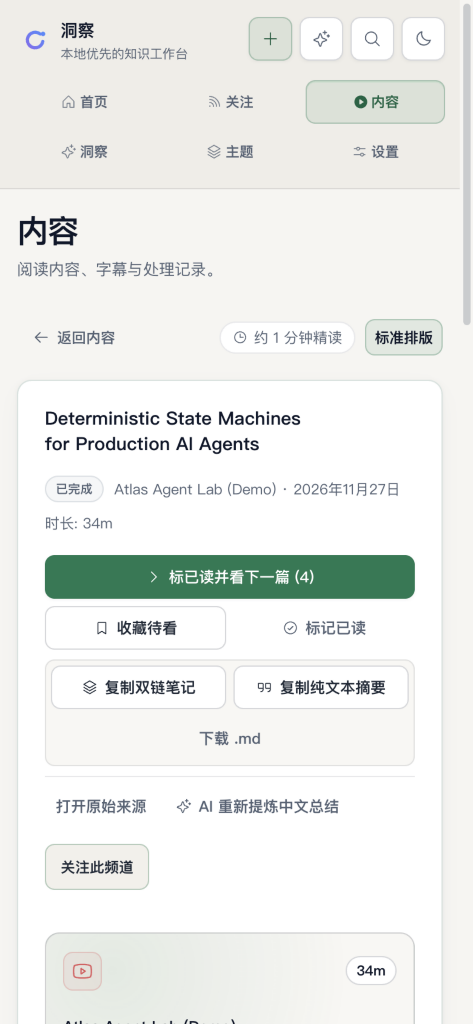 洞察
本地优先的知识工作台
首页
关注
内容
洞察
主题
设置
内容
阅读内容、字幕与处理记录。
返回内容
约 1 分钟精读
标准排版
Deterministic State Machines
for Production AI Agents
已完成
Atlas Agent Lab (Demo) · 2026年11月27日
时长: 34m
标已读并看下一篇 (4)
收藏待看
标记已读
复制双链笔记
复制纯文本摘要
下载 .md
打开原始来源
AI 重新提炼中文总结
关注此频道
34m
Atlas Agent Lab (Demo)